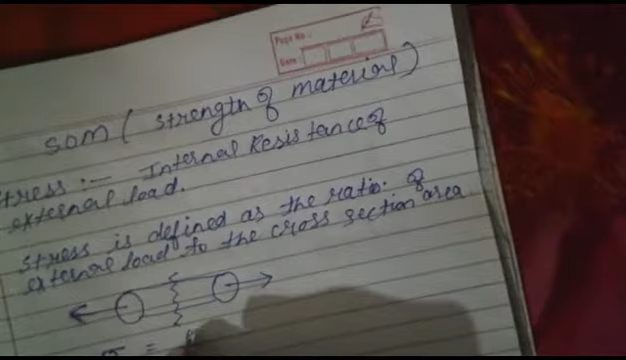 Page No :
Date :
SOM ( Strength of material )
Stress :- Internal Resistance of
external load.
Stress is defined as the ratio. of
external load to the cross section area
σ =